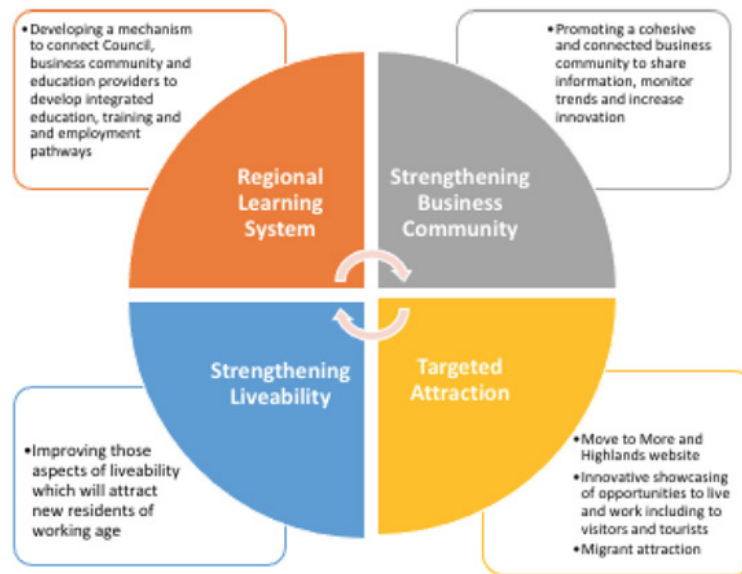 •Developing a mechanism
to connect Council,
business community and
education providers to
develop integrated
education, training and
and employment
pathways
•Promoting a cohesive
and connected business
community to share
information, monitor
trends and increase
innovation
Regional
Learning
System
Strengthening
Business
Community
Strengthening
Liveability
Targeted
Attraction
•Improving those
aspects of liveability
which will attract
new residents of
working age
•Move to More and
Highlands website
•Innovative showcasing
of opportunities to live
and work including to
visitors and tourists
•Migrant attraction